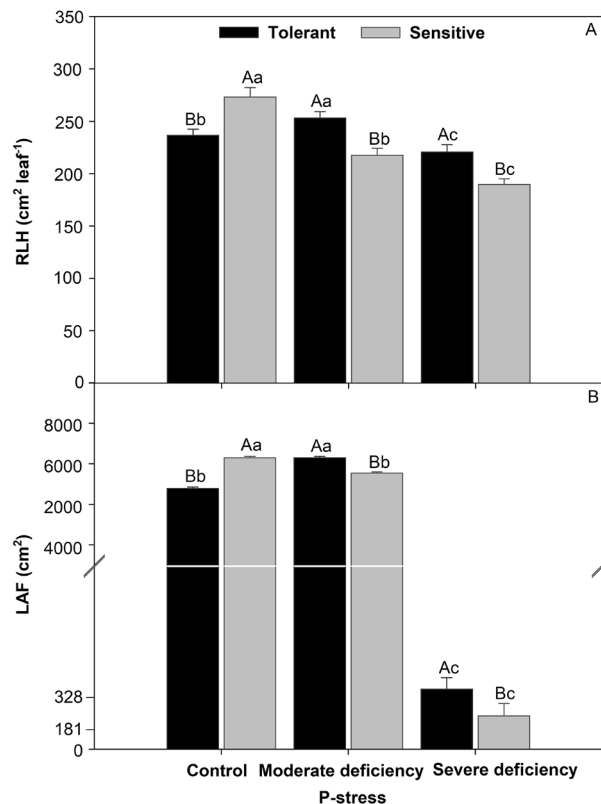 A
Tolerant Sensitive
350
300
250
200
150
100
50
0
RLH (cm² leaf⁻¹)
Bb Aa Aa Bb Ac Bc
B
8000
6000
2000
4000
328
181
0
LAF (cm²)
Bb Aa Aa Bb Ac Bc
Control Moderate deficiency Severe deficiency
P-stress